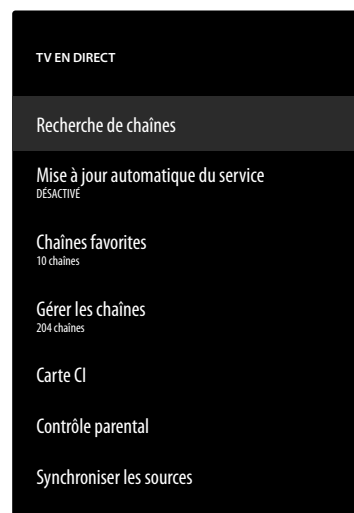 TV EN DIRECT
Recherche de chaînes
Mise à jour automatique du service
DÉSACTIVÉ
Chaînes favorites
10 chaînes
Gérer les chaînes
204 chaînes
Carte CI
Contrôle parental
Synchroniser les sources